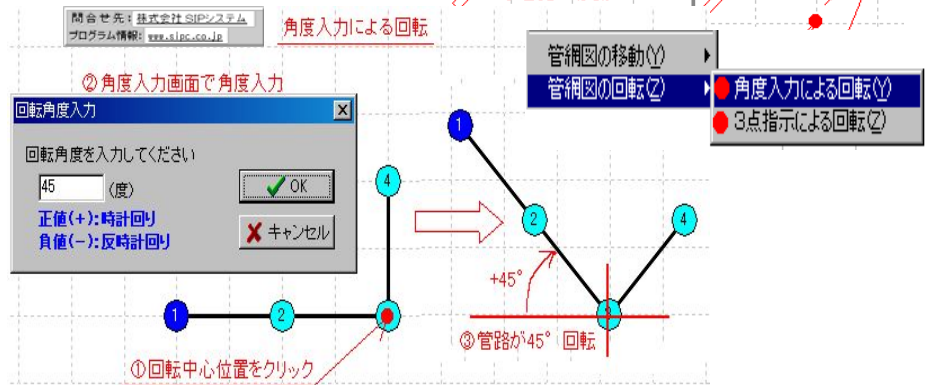 問合せ先：株式会社 SIPシステム
プログラム情報：www.sipc.co.jp
角度入力による回転
管網図の移動(Y)
管網図の回転(Z)
角度入力による回転(Y)
３点指示による回転(Z)
②角度入力画面で角度入力
回転角度入力
回転角度を入力してください
45 (度)
OK
正値(+):時計回り
負値(-):反時計回り
キャンセル
1
2
4
1
2
4
+45°
①回転中心位置をクリック
③管路が45° 回転